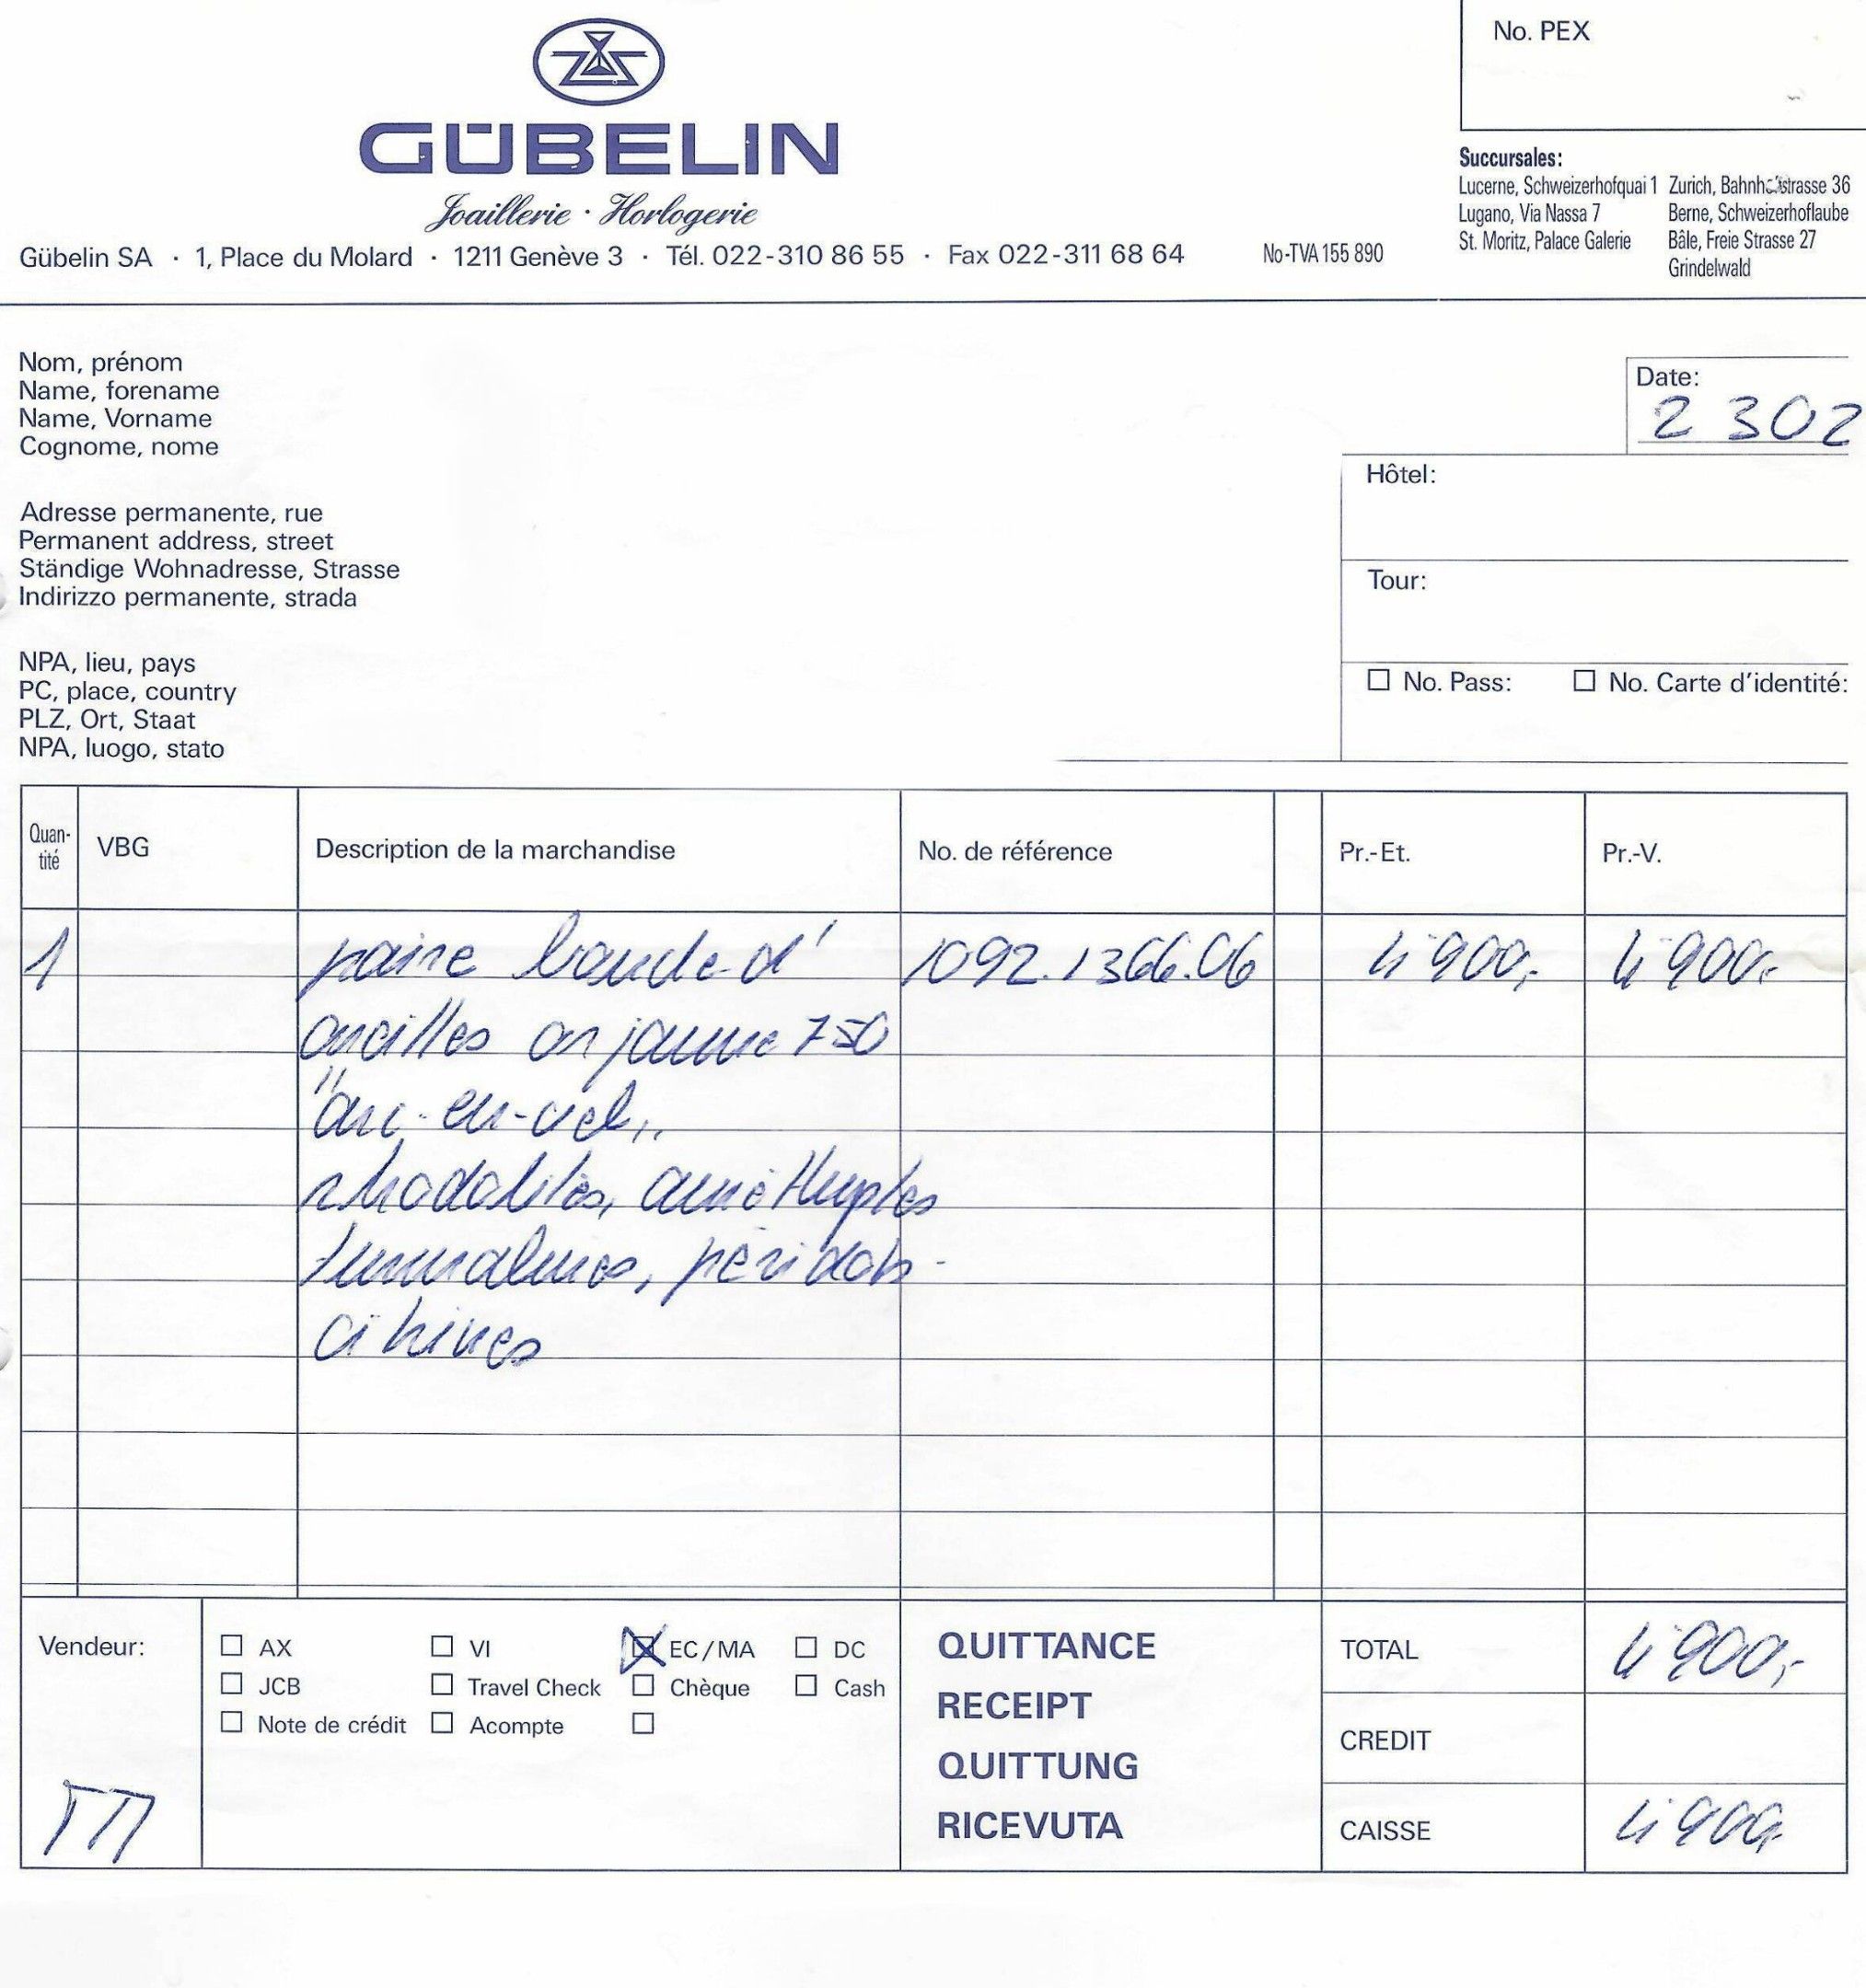 No. PEX
GÜBELIN
Joaillerie · Horlogerie
Gübelin SA · 1, Place du Molard · 1211 Genève 3 · Tél. 022-310 86 55 · Fax 022-311 68 64
No-TVA 155 890
Succursales:
Lucerne, Schweizerhofquai 1 Zurich, Bahnhofstrasse 36
Lugano, Via Nassa 7 Berne, Schweizerhoflaube
St. Moritz, Palace Galerie Bâle, Freie Strasse 27
Grindelwald
Nom, prénom
Name, forename
Name, Vorname
Cognome, nome
Date:
2 302
Hôtel:
Adresse permanente, rue
Permanent address, street
Ständige Wohnadresse, Strasse
Indirizzo permanente, strada
Tour:
NPA, lieu, pays
PC, place, country
PLZ, Ort, Staat
NPA, luogo, stato
No. Pass: No. Carte d'identité:
Quan-
tité
VBG Description de la marchandise No. de référence Pr.-Et. Pr.-V.
1 paire boucle d' 1092.1366.06 4'900.- 4'900.-
oreilles or jaune 750
"arc-en-ciel"
rhodolites, améthystes
tourmalines, péridots
citrines
Vendeur:
AX VI EC/MA DC
JCB Travel Check Chèque Cash
Note de crédit Acompte
QUITTANCE
RECEIPT
QUITTUNG
RICEVUTA
TOTAL 4'900.-
CREDIT
CAISSE 4'900.-